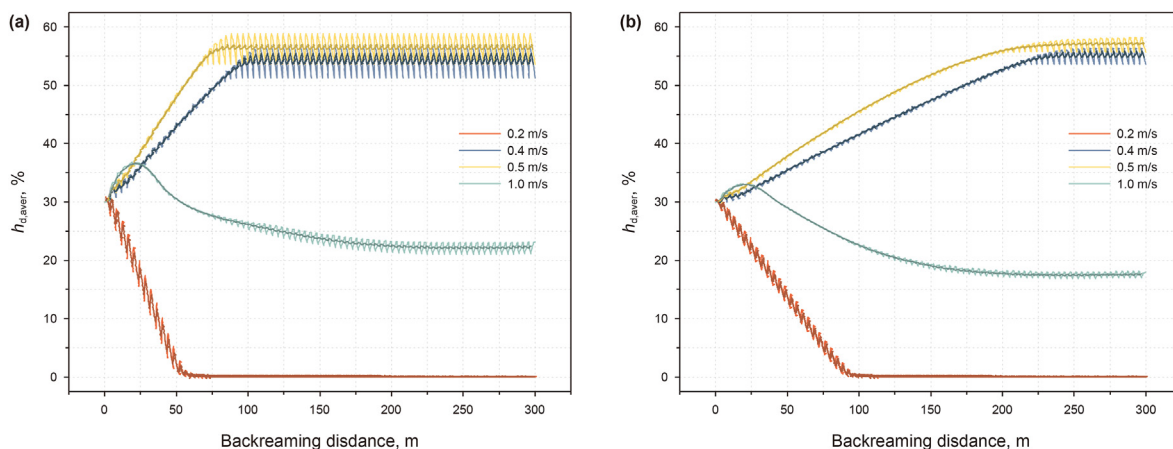 (a)
60
50
40
30
20
10
0
h_d,aver, %
0.2 m/s
0.4 m/s
0.5 m/s
1.0 m/s
0 50 100 150 200 250 300
Backreaming disdance, m
(b)
60
50
40
30
20
10
0
h_d,aver, %
0.2 m/s
0.4 m/s
0.5 m/s
1.0 m/s
0 50 100 150 200 250 300
Backreaming disdance, m